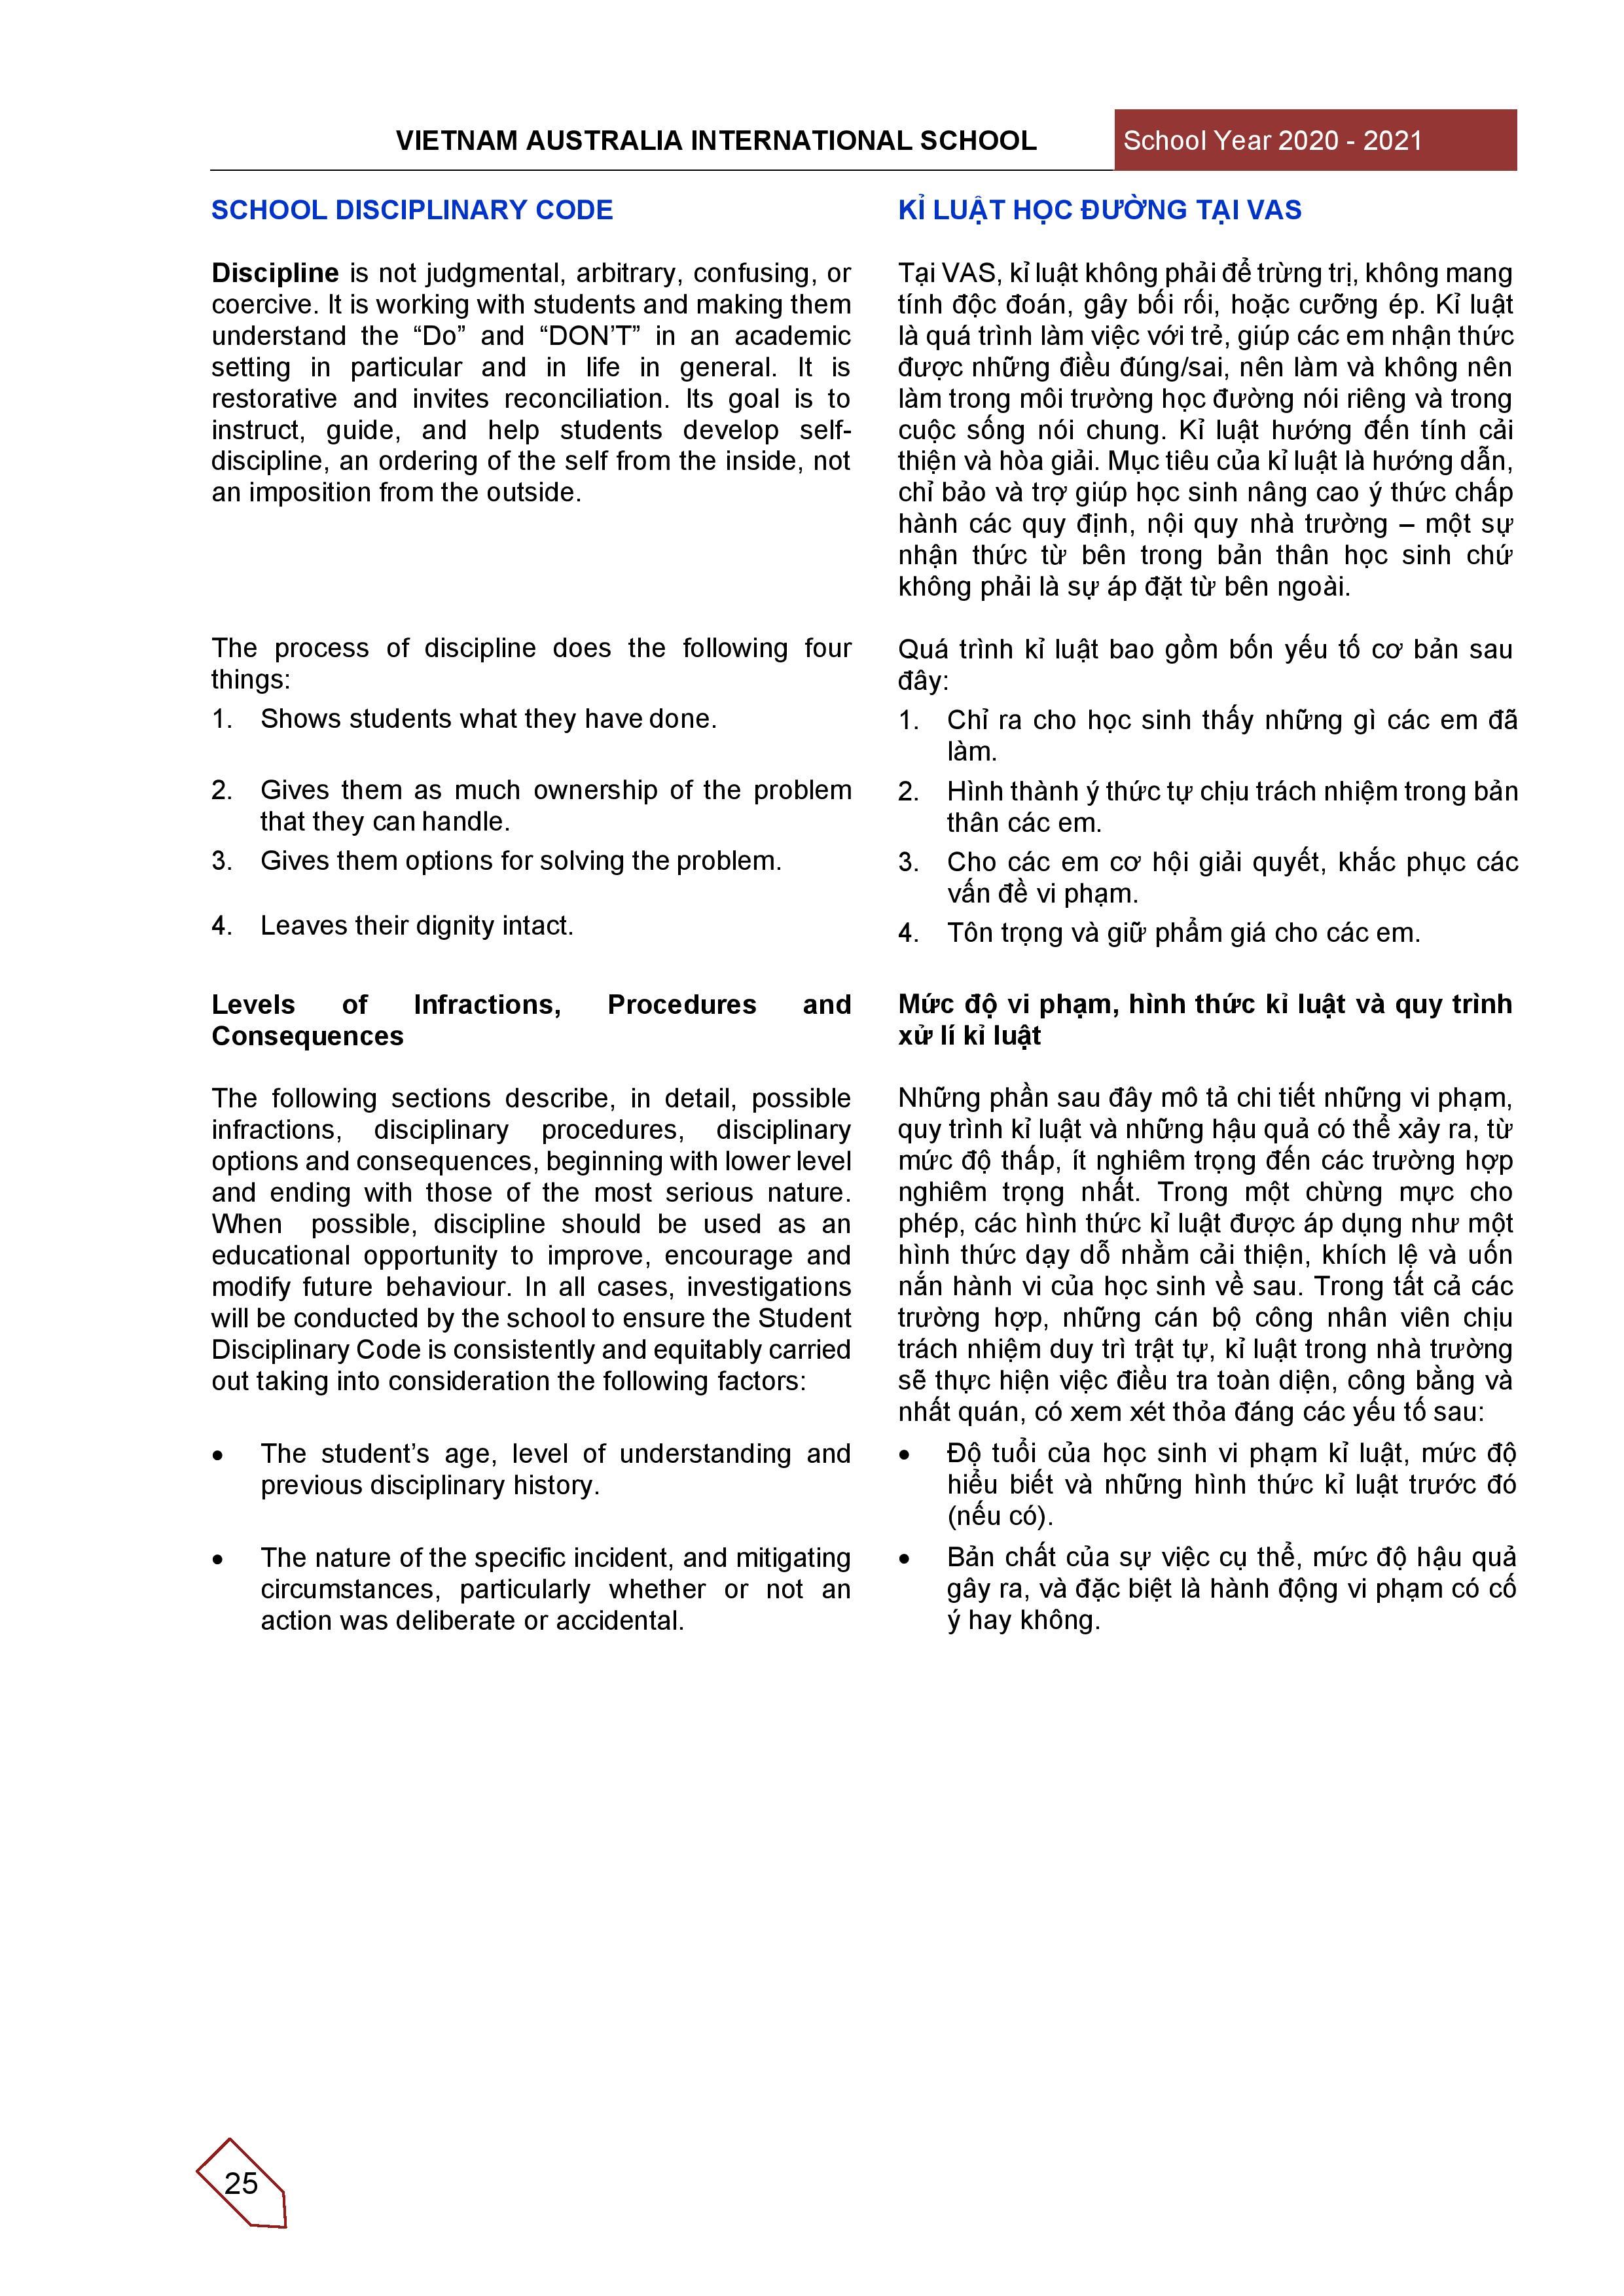 VIETNAM AUSTRALIA INTERNATIONAL SCHOOL
School Year 2020 - 2021
SCHOOL DISCIPLINARY CODE
Discipline is not judgmental, arbitrary, confusing, or
coercive. It is working with students and making them
understand the “Do” and “DON’T” in an academic
setting in particular and in life in general. It is
restorative and invites reconciliation. Its goal is to
instruct, guide, and help students develop self-
discipline, an ordering of the self from the inside, not
an imposition from the outside.
The process of discipline does the following four
things:
1. Shows students what they have done.
2. Gives them as much ownership of the problem
that they can handle.
3. Gives them options for solving the problem.
4. Leaves their dignity intact.
Levels of Infractions, Procedures and
Consequences
The following sections describe, in detail, possible
infractions, disciplinary procedures, disciplinary
options and consequences, beginning with lower level
and ending with those of the most serious nature.
When possible, discipline should be used as an
educational opportunity to improve, encourage and
modify future behaviour. In all cases, investigations
will be conducted by the school to ensure the Student
Disciplinary Code is consistently and equitably carried
out taking into consideration the following factors:
• The student’s age, level of understanding and
previous disciplinary history.
• The nature of the specific incident, and mitigating
circumstances, particularly whether or not an
action was deliberate or accidental.
KỈ LUẬT HỌC ĐƯỜNG TẠI VAS
Tại VAS, kỉ luật không phải để trừng trị, không mang
tính độc đoán, gây bối rối, hoặc cưỡng ép. Kỉ luật
là quá trình làm việc với trẻ, giúp các em nhận thức
được những điều đúng/sai, nên làm và không nên
làm trong môi trường học đường nói riêng và trong
cuộc sống nói chung. Kỉ luật hướng đến tính cải
thiện và hòa giải. Mục tiêu của kỉ luật là hướng dẫn,
chỉ bảo và trợ giúp học sinh nâng cao ý thức chấp
hành các quy định, nội quy nhà trường – một sự
nhận thức từ bên trong bản thân học sinh chứ
không phải là sự áp đặt từ bên ngoài.
Quá trình kỉ luật bao gồm bốn yếu tố cơ bản sau
đây:
1. Chỉ ra cho học sinh thấy những gì các em đã
làm.
2. Hình thành ý thức tự chịu trách nhiệm trong bản
thân các em.
3. Cho các em cơ hội giải quyết, khắc phục các
vấn đề vi phạm.
4. Tôn trọng và giữ phẩm giá cho các em.
Mức độ vi phạm, hình thức kỉ luật và quy trình
xử lí kỉ luật
Những phần sau đây mô tả chi tiết những vi phạm,
quy trình kỉ luật và những hậu quả có thể xảy ra, từ
mức độ thấp, ít nghiêm trọng đến các trường hợp
nghiêm trọng nhất. Trong một chừng mực cho
phép, các hình thức kỉ luật được áp dụng như một
hình thức dạy dỗ nhằm cải thiện, khích lệ và uốn
nắn hành vi của học sinh về sau. Trong tất cả các
trường hợp, những cán bộ công nhân viên chịu
trách nhiệm duy trì trật tự, kỉ luật trong nhà trường
sẽ thực hiện việc điều tra toàn diện, công bằng và
nhất quán, có xem xét thỏa đáng các yếu tố sau:
• Độ tuổi của học sinh vi phạm kỉ luật, mức độ
hiểu biết và những hình thức kỉ luật trước đó
(nếu có).
• Bản chất của sự việc cụ thể, mức độ hậu quả
gây ra, và đặc biệt là hành động vi phạm có cố
ý hay không.
25